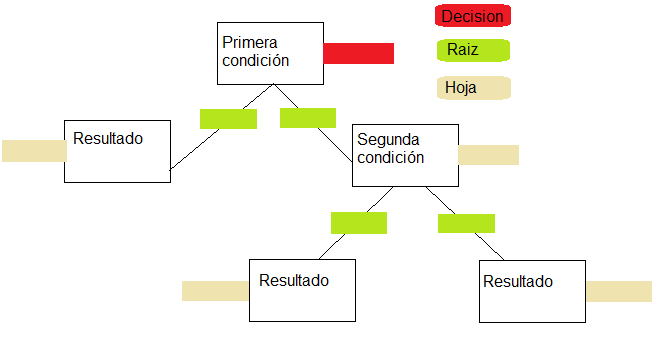 Decision
Primera
condición
Raiz
Hoja
Resultado
Segunda
condición
Resultado
Resultado